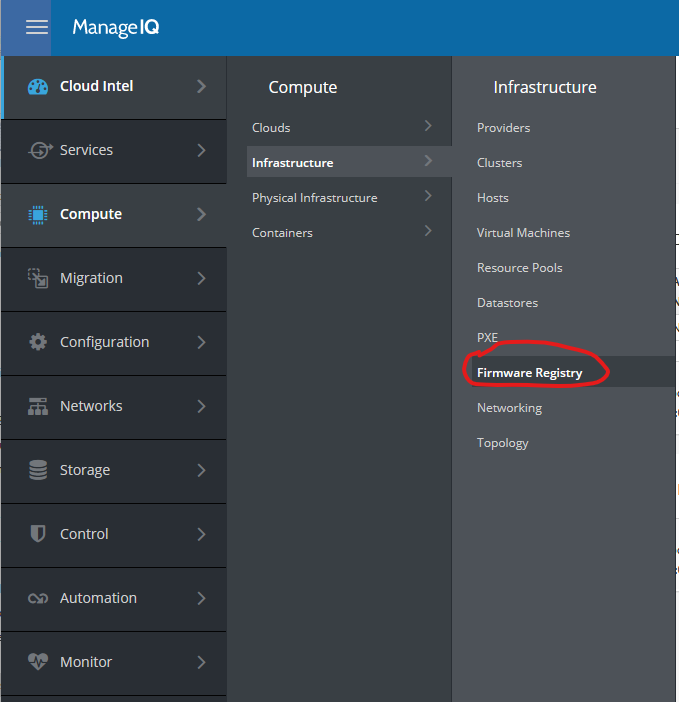 ManageIQ
Cloud Intel
Services
Compute
Migration
Configuration
Networks
Storage
Control
Automation
Monitor
Compute
Clouds
Infrastructure
Physical Infrastructure
Containers
Infrastructure
Providers
Clusters
Hosts
Virtual Machines
Resource Pools
Datastores
PXE
Firmware Registry
Networking
Topology